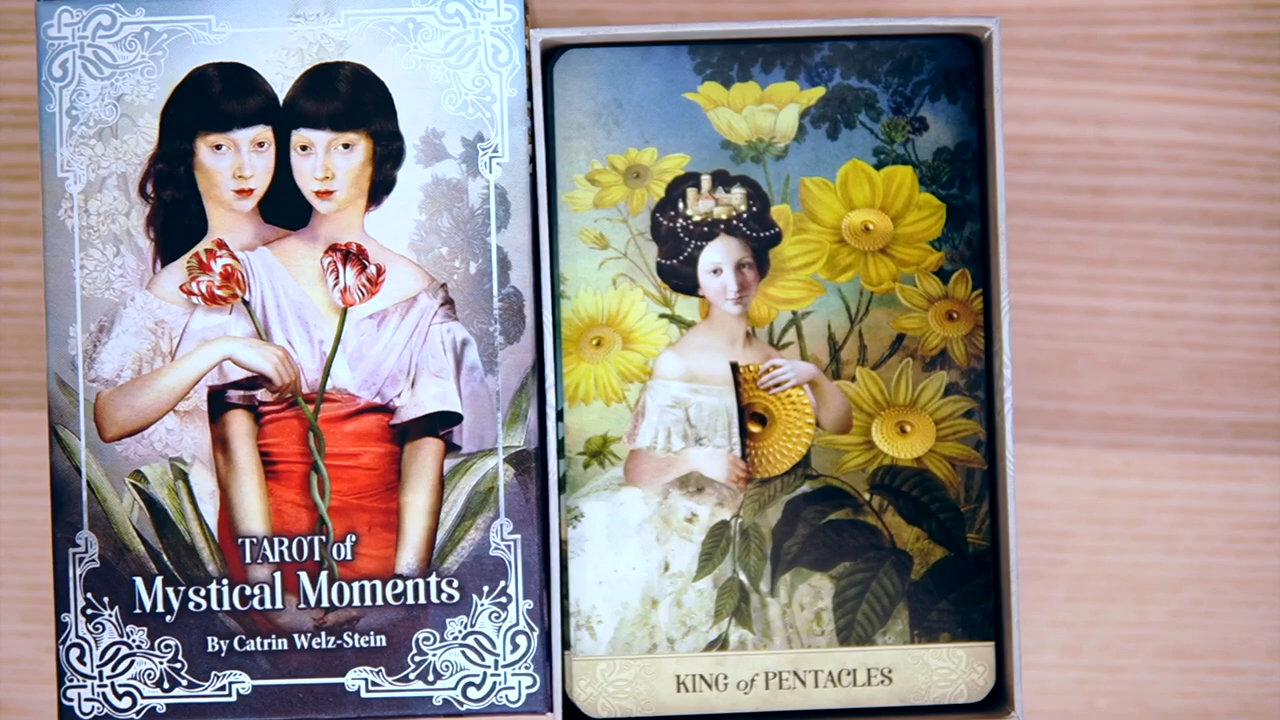 TAROT of
Mystical Moments
By Catrin Welz-Stein
KING of PENTACLES